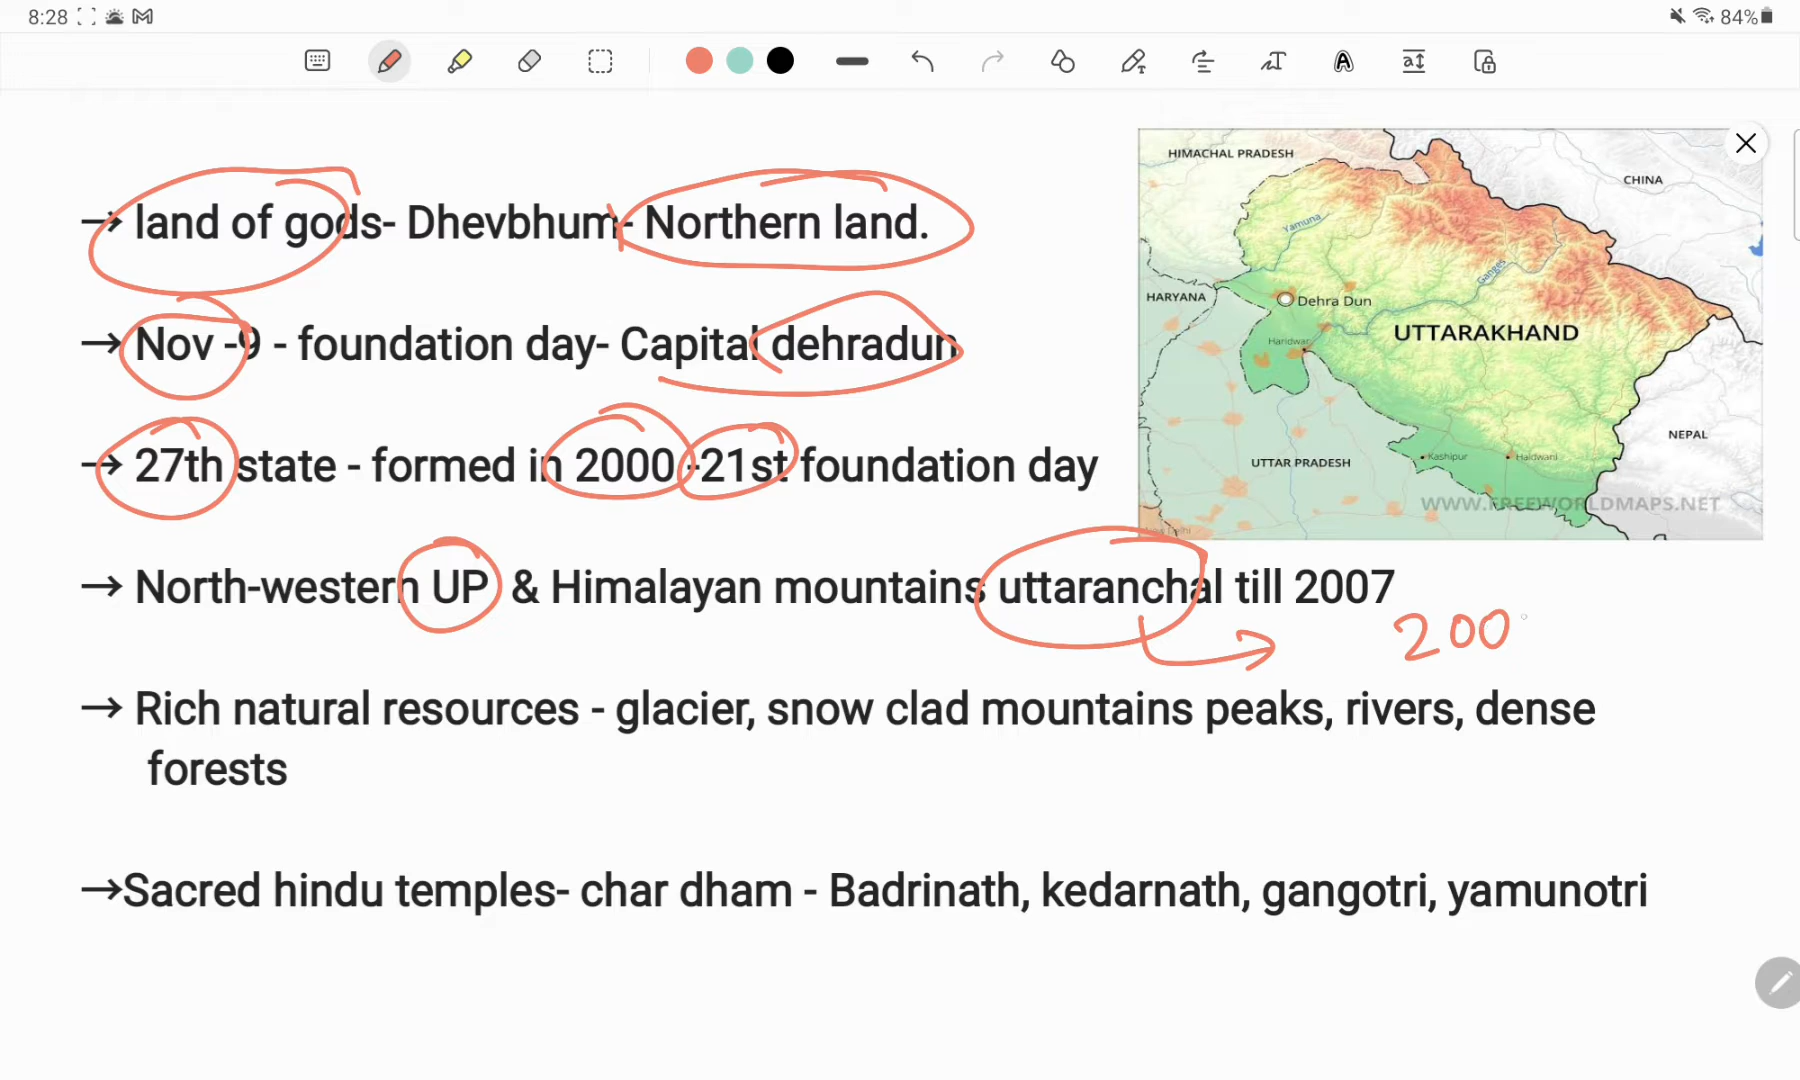 8:28
84%
→ land of gods- Dhevbhum- Northern land.
→ Nov -9 - foundation day- Capital dehradun
→ 27th state - formed in 2000 -21st foundation day
→ North-western UP & Himalayan mountains uttaranchal till 2007
200
→ Rich natural resources - glacier, snow clad mountains peaks, rivers, dense
forests
→Sacred hindu temples- char dham - Badrinath, kedarnath, gangotri, yamunotri
HIMACHAL PRADESH
CHINA
Yamuna
Ganges
HARYANA
Dehra Dun
UTTARAKHAND
Haridwar
NEPAL
Kashipur
Haldwani
UTTAR PRADESH
WWW.FREEWORLDMAPS.NET
New Delhi